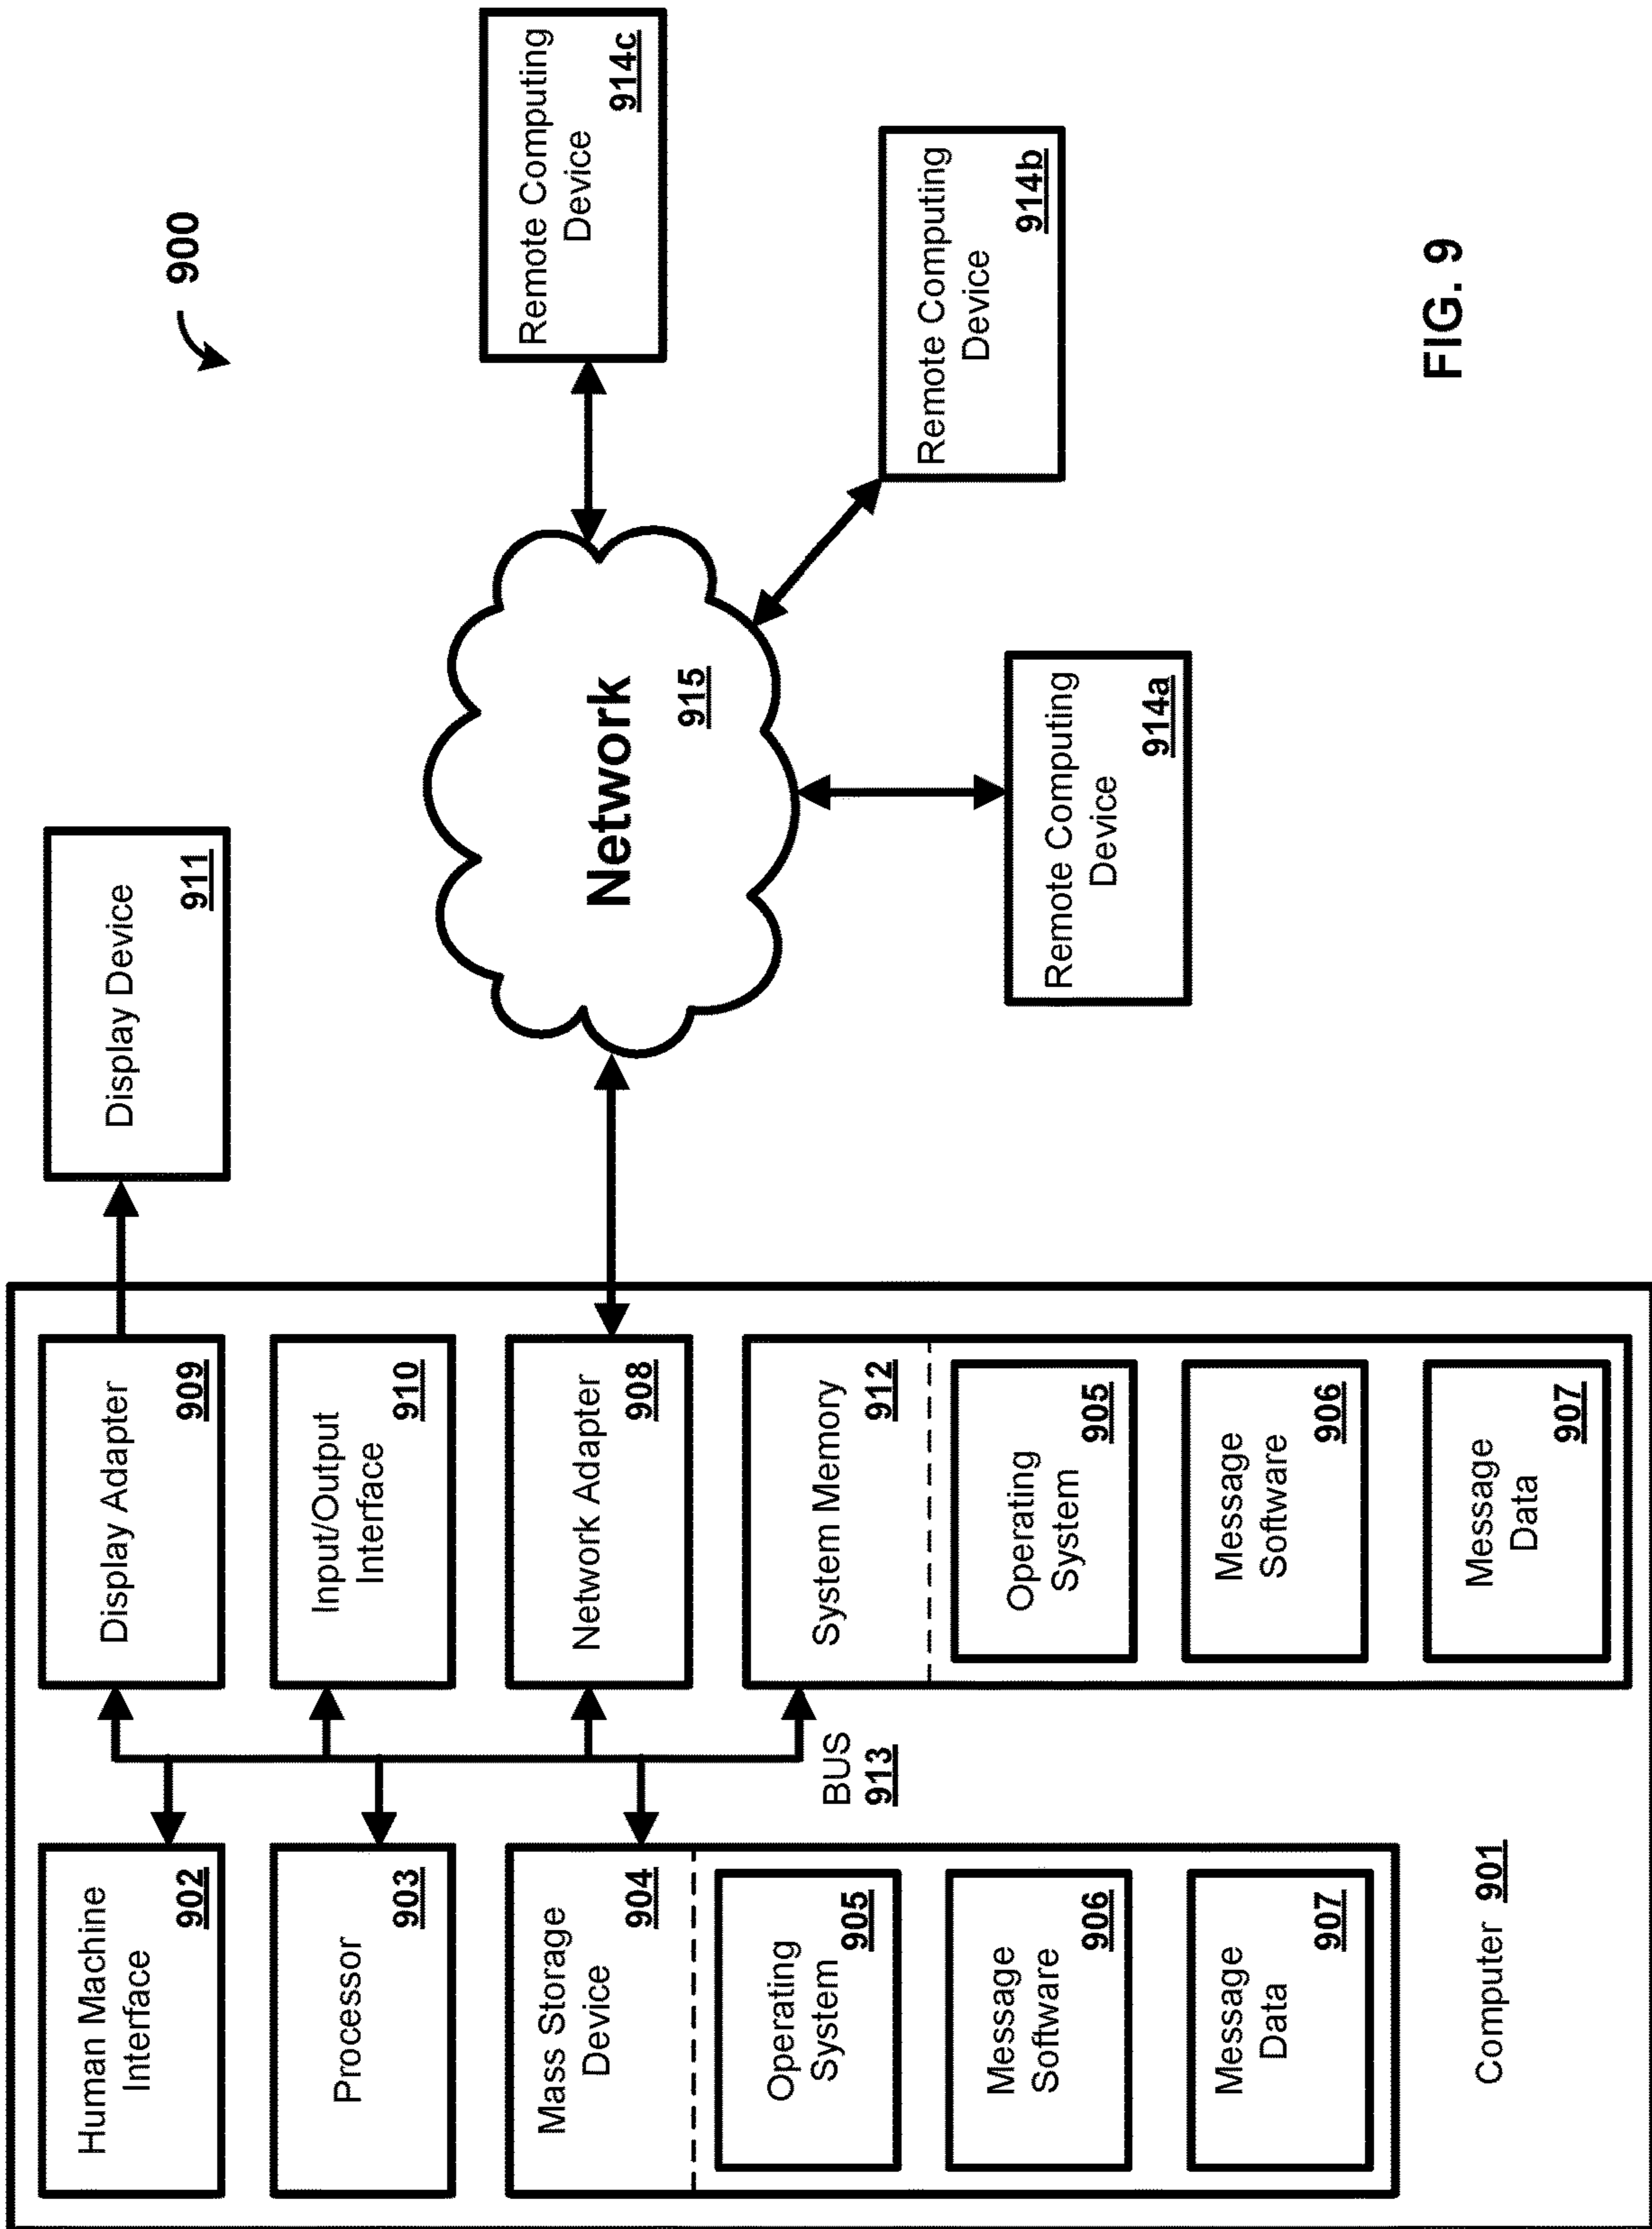 900
Human Machine
Interface
902
Processor
903
Mass Storage
Device
904
Operating
System
905
Message
Software
906
Message
Data
907
Computer 901
BUS
913
Display Adapter
909
Input/Output
Interface
910
Network Adapter
908
System Memory
912
Operating
System
905
Message
Software
906
Message
Data
907
Display Device
911
Network
915
Remote Computing
Device
914a
Remote Computing
Device
914b
Remote Computing
Device
914c
FIG. 9